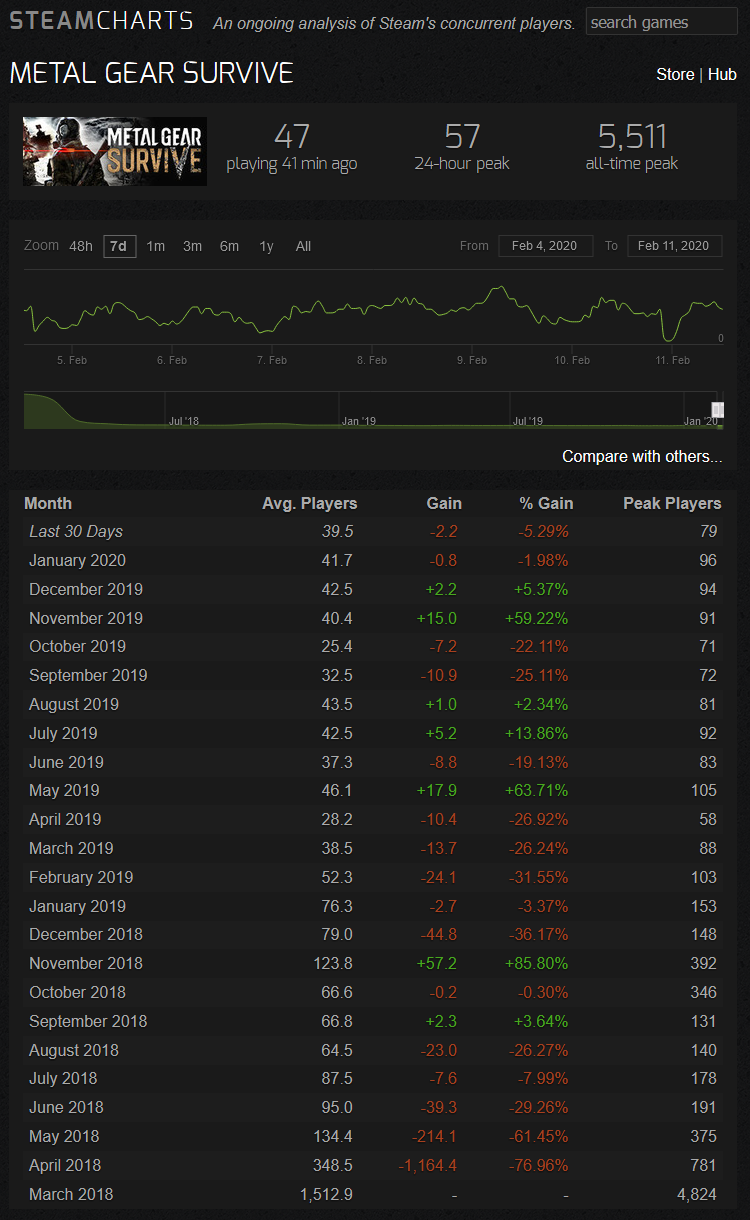 STEAMCHARTS An ongoing analysis of Steam's concurrent players. search games
METAL GEAR SURVIVE Store | Hub
METAL GEAR
SURVIVE
47 57 5,511
playing 41 min ago 24-hour peak all-time peak
Zoom 48h 7d 1m 3m 6m 1y All From Feb 4, 2020 To Feb 11, 2020
0
5. Feb 6. Feb 7. Feb 8. Feb 9. Feb 10. Feb 11. Feb
Jul '18 Jan '19 Jul '19 Jan '20
Compare with others...
Month Avg. Players Gain % Gain Peak Players
Last 30 Days 39.5 -2.2 -5.29% 79
January 2020 41.7 -0.8 -1.98% 96
December 2019 42.5 +2.2 +5.37% 94
November 2019 40.4 +15.0 +59.22% 91
October 2019 25.4 -7.2 -22.11% 71
September 2019 32.5 -10.9 -25.11% 72
August 2019 43.5 +1.0 +2.34% 81
July 2019 42.5 +5.2 +13.86% 92
June 2019 37.3 -8.8 -19.13% 83
May 2019 46.1 +17.9 +63.71% 105
April 2019 28.2 -10.4 -26.92% 58
March 2019 38.5 -13.7 -26.24% 88
February 2019 52.3 -24.1 -31.55% 103
January 2019 76.3 -2.7 -3.37% 153
December 2018 79.0 -44.8 -36.17% 148
November 2018 123.8 +57.2 +85.80% 392
October 2018 66.6 -0.2 -0.30% 346
September 2018 66.8 +2.3 +3.64% 131
August 2018 64.5 -23.0 -26.27% 140
July 2018 87.5 -7.6 -7.99% 178
June 2018 95.0 -39.3 -29.26% 191
May 2018 134.4 -214.1 -61.45% 375
April 2018 348.5 -1,164.4 -76.96% 781
March 2018 1,512.9 - - 4,824